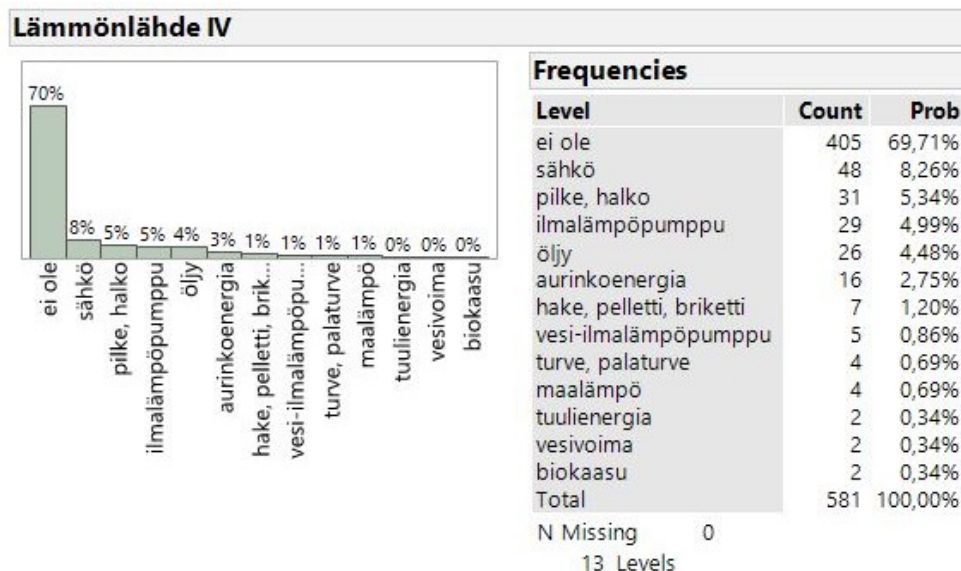 Lämmönlähde IV
70%
8%
5%
5%
4%
3%
1%
1%
1%
1%
0%
0%
0%
ei ole
sähkö
pilke, halko
ilmalämpöpumppu
öljy
aurinkoenergia
hake, pelletti, brik...
vesi-ilmalämpöpu...
turve, palaturve
maalämpö
tuulienergia
vesivoima
biokaasu
Frequencies
Level Count Prob
ei ole 405 69,71%
sähkö 48 8,26%
pilke, halko 31 5,34%
ilmalämpöpumppu 29 4,99%
öljy 26 4,48%
aurinkoenergia 16 2,75%
hake, pelletti, briketti 7 1,20%
vesi-ilmalämpöpumppu 5 0,86%
turve, palaturve 4 0,69%
maalämpö 4 0,69%
tuulienergia 2 0,34%
vesivoima 2 0,34%
biokaasu 2 0,34%
Total 581 100,00%
N Missing 0
13 Levels